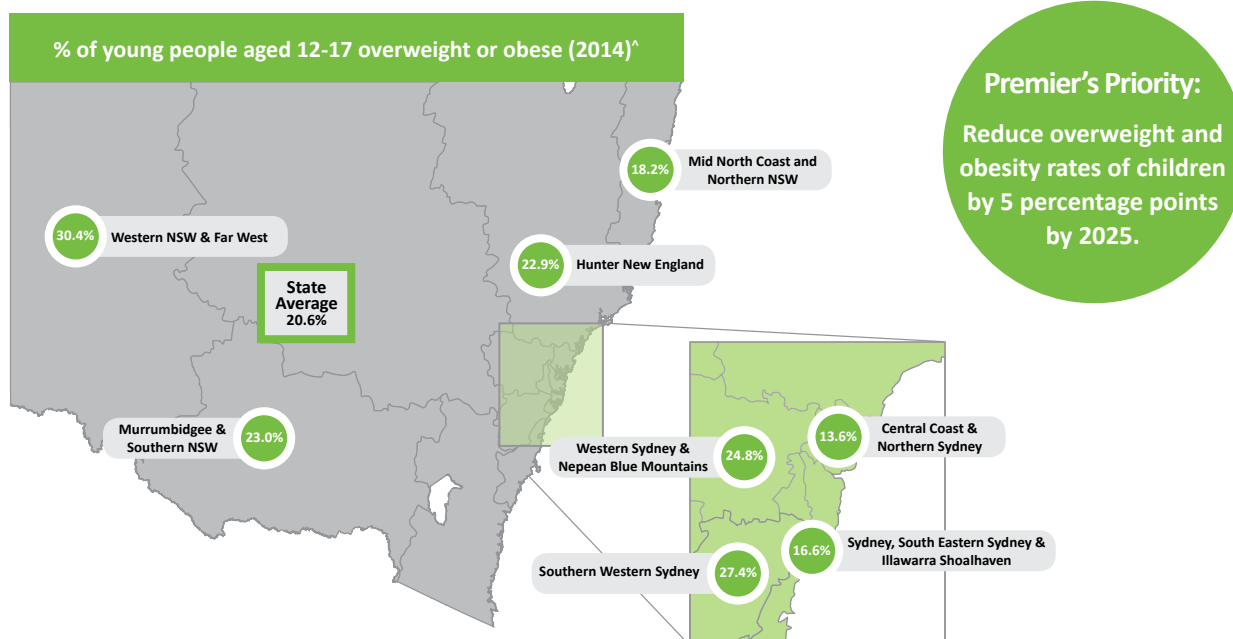 % of young people aged 12-17 overweight or obese (2014)^
Premier's Priority:
Reduce overweight and
obesity rates of children
by 5 percentage points
by 2025.
18.2%
Mid North Coast and
Northern NSW
30.4%
Western NSW & Far West
22.9%
Hunter New England
State
Average
20.6%
Murrumbidgee &
Southern NSW
23.0%
Western Sydney &
Nepean Blue Mountains
24.8%
13.6%
Central Coast &
Northern Sydney
Southern Western Sydney
27.4%
16.6%
Sydney, South Eastern Sydney &
Illawarra Shoalhaven